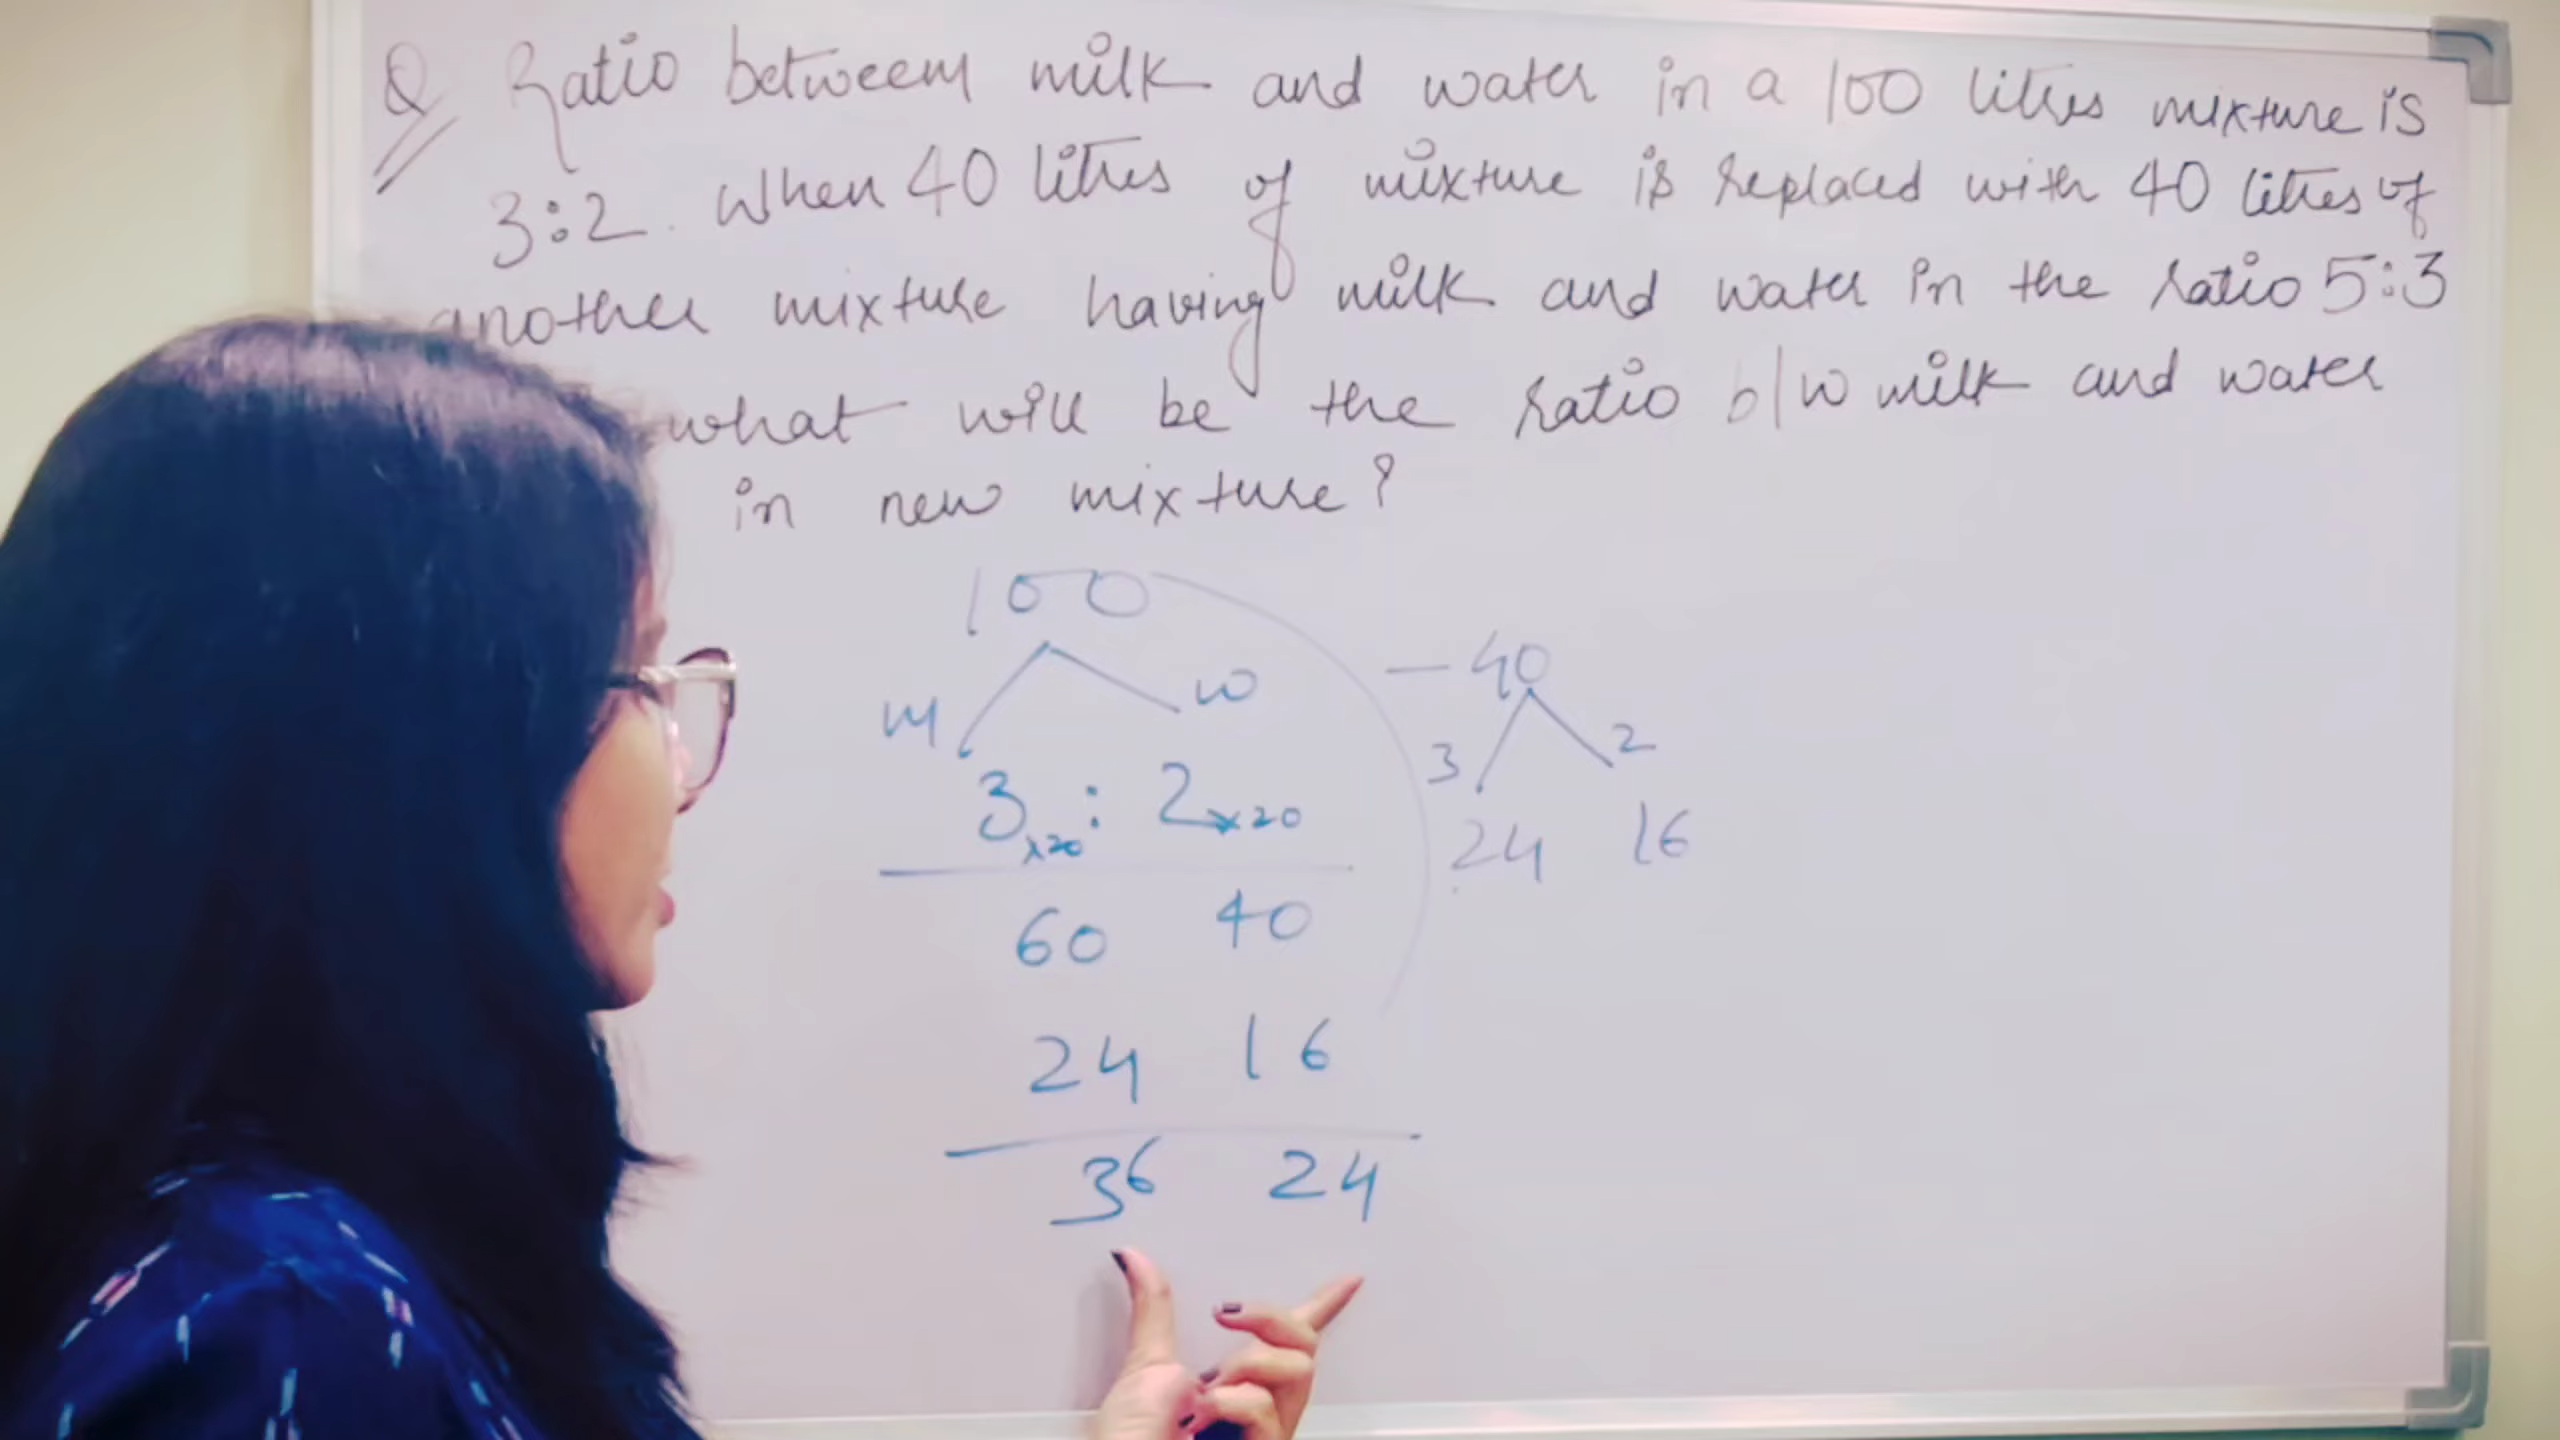 Q Ratio between milk and water in a 100 litres mixture is
3:2. When 40 litres of mixture is replaced with 40 litres of
another mixture having milk and water in the ratio 5:3
what will be the ratio b/w milk and water
in new mixture?
100
M W
3x20 : 2x20
60 40
24 16
36 24
- 40
3 2
24 16